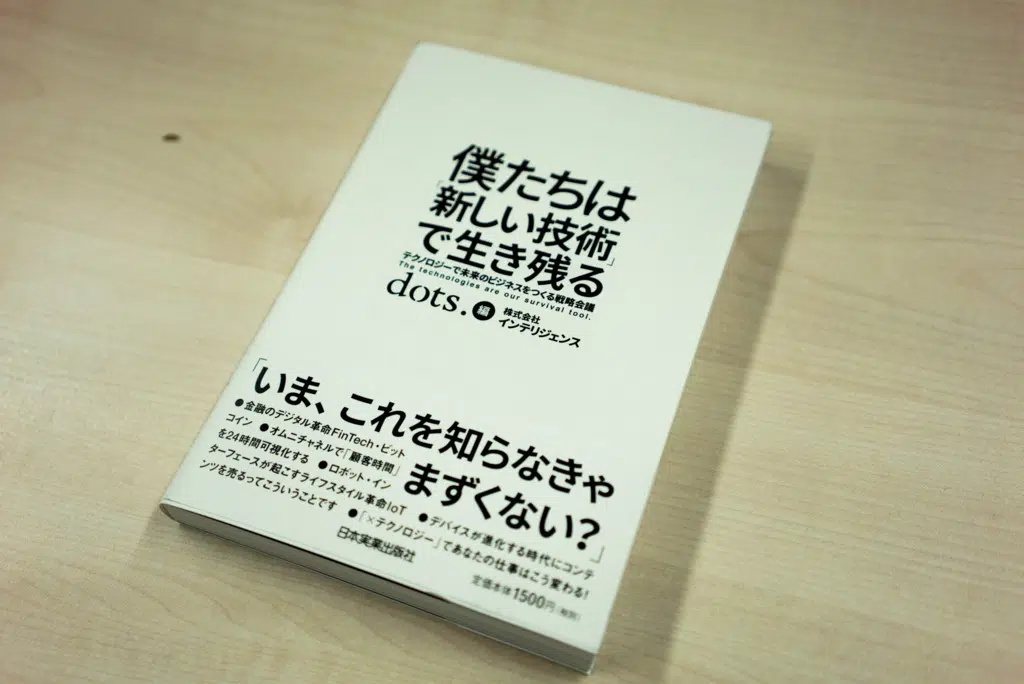 僕たちは
「新しい技術」
で生き残る
テクノロジーで未来のビジネスをつくる戦略会議
The technologies are our survival tool.
dots. 編 株式会社
インテリジェンス
「いま、これを知らなきゃ
まずくない?」
●金融のデジタル革命FinTech・ビット
コイン ●オムニチャネルで「顧客時間」
を24時間可視化する ●ロボット・イン
ターフェースが起こすライフスタイル革命IoT ●デバイスが進化する時代にコンテ
ンツを売るってこういうことです ●「×テクノロジー」であなたの仕事はこう変わる!
日本実業出版社
定価本体1500円(税別)